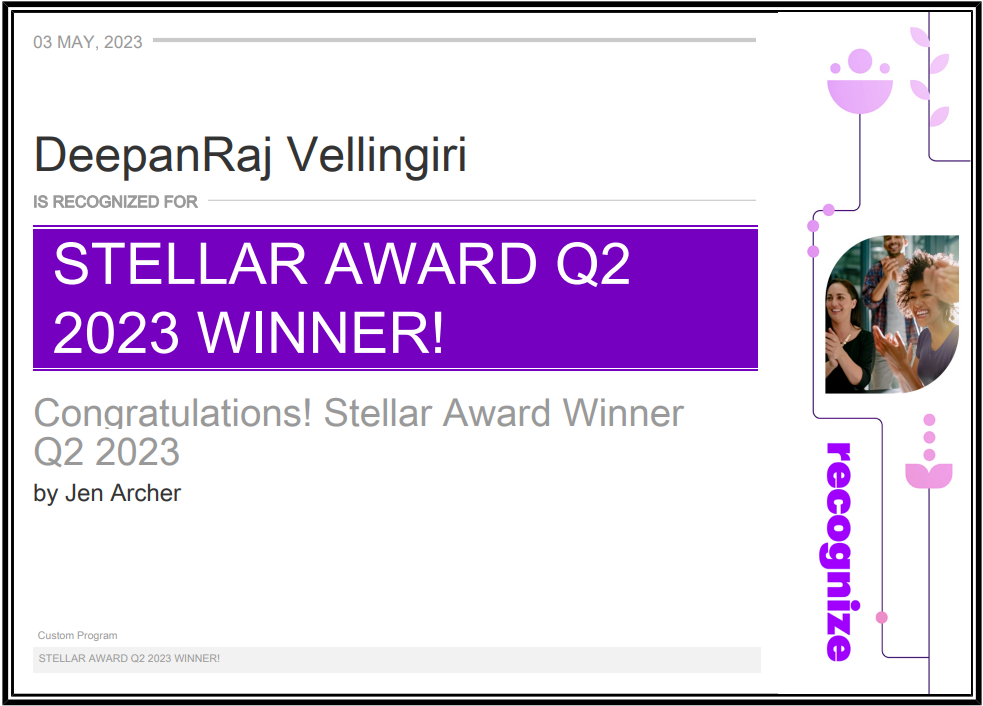 03 MAY, 2023
DeepanRaj Vellingiri
IS RECOGNIZED FOR
STELLAR AWARD Q2
2023 WINNER!
Congratulations! Stellar Award Winner
Q2 2023
by Jen Archer
recognize
Custom Program
STELLAR AWARD Q2 2023 WINNER!